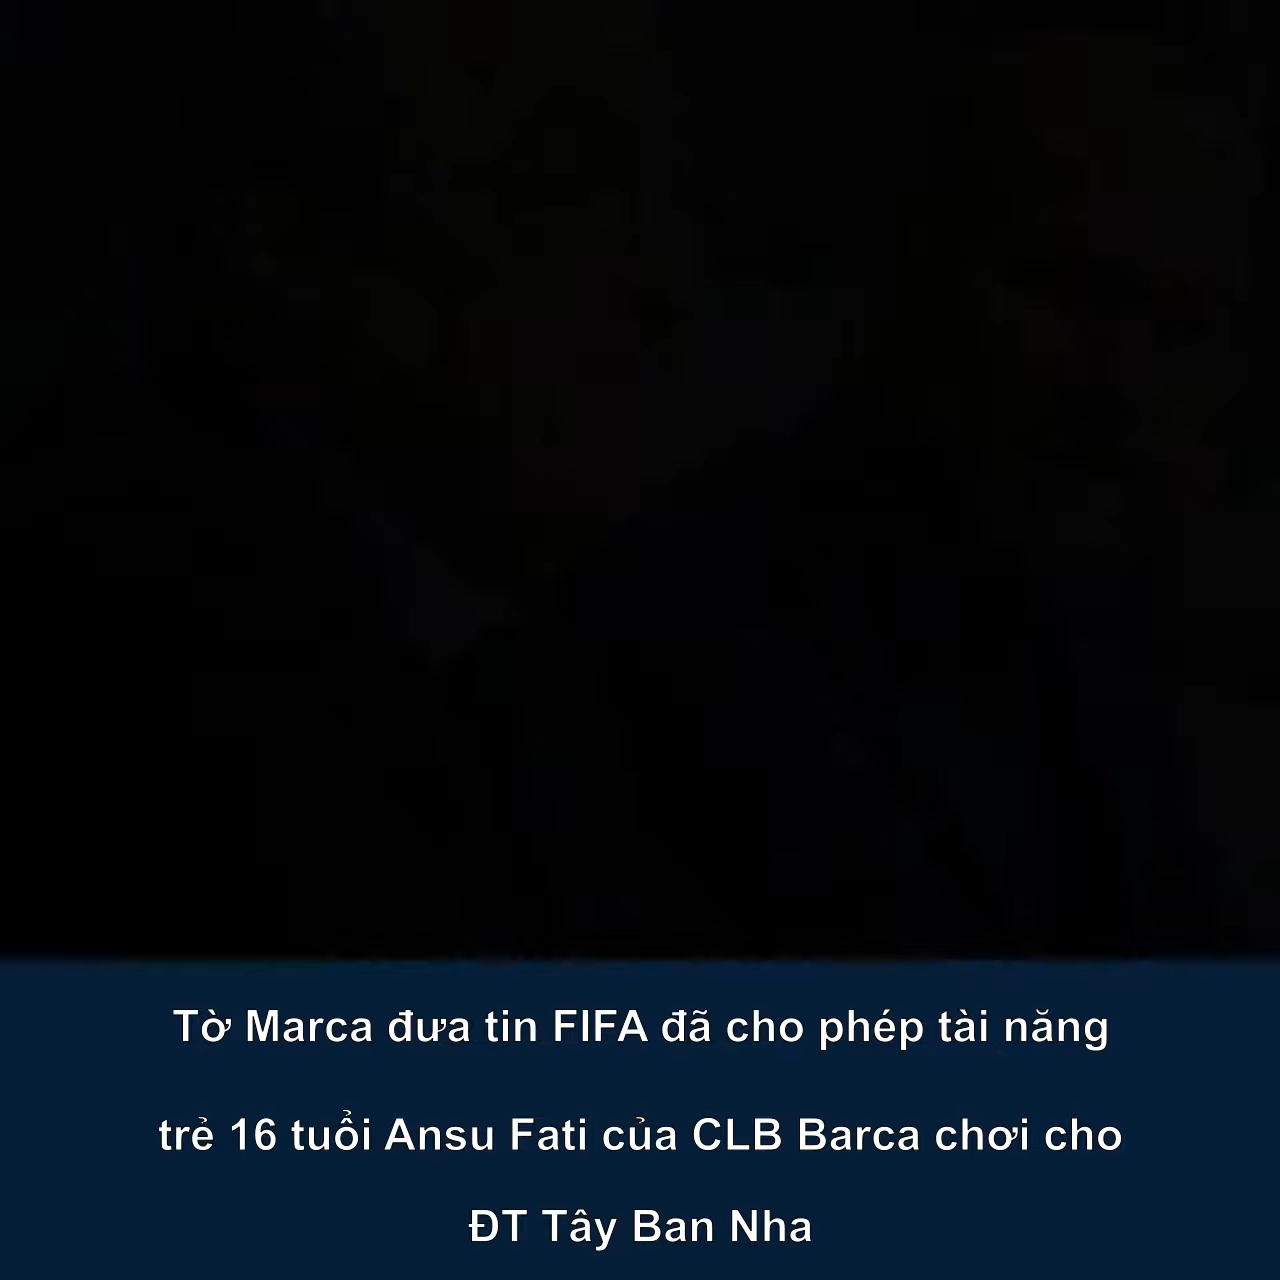 Tờ Marca đưa tin FIFA đã cho phép tài năng
trẻ 16 tuổi Ansu Fati của CLB Barca chơi cho
ĐT Tây Ban Nha